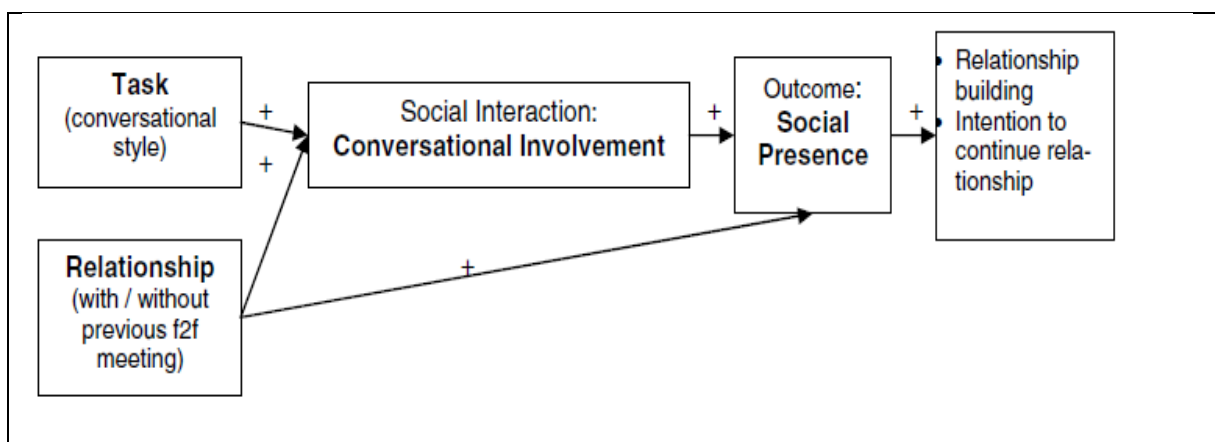 Task
(conversational
style)
+
+
Social Interaction:
Conversational Involvement
+
Outcome:
Social
Presence
+
• Relationship
building
• Intention to
continue rela-
tionship
Relationship
(with / without
previous f2f
meeting)
+